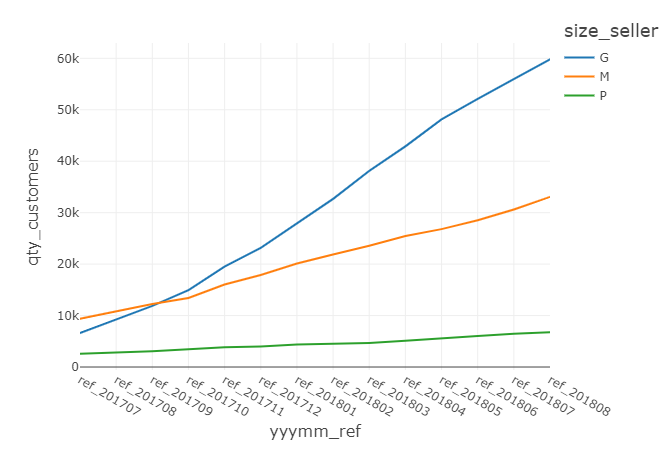 size_seller
G
M
P
60k
50k
40k
30k
20k
10k
0
qty_customers
ref_201707
ref_201708
ref_201709
ref_201710
ref_201711
ref_201712
ref_201801
ref_201802
ref_201803
ref_201804
ref_201805
ref_201806
ref_201807
ref_201808
yyymm_ref